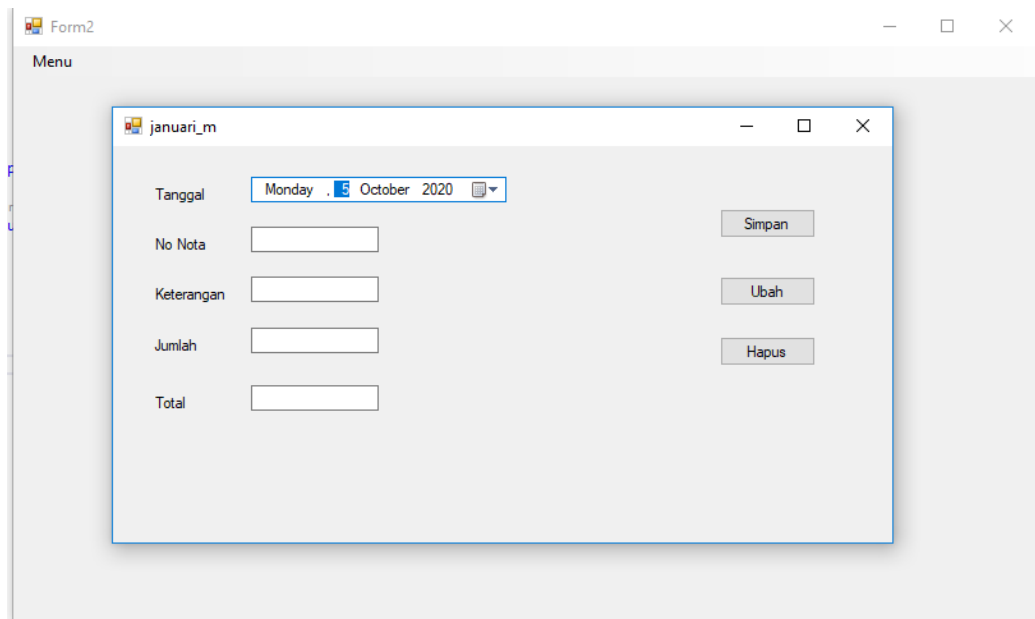 Form2
Menu
januari_m
Tanggal
Monday , 5 October 2020
No Nota
Keterangan
Jumlah
Total
Simpan
Ubah
Hapus